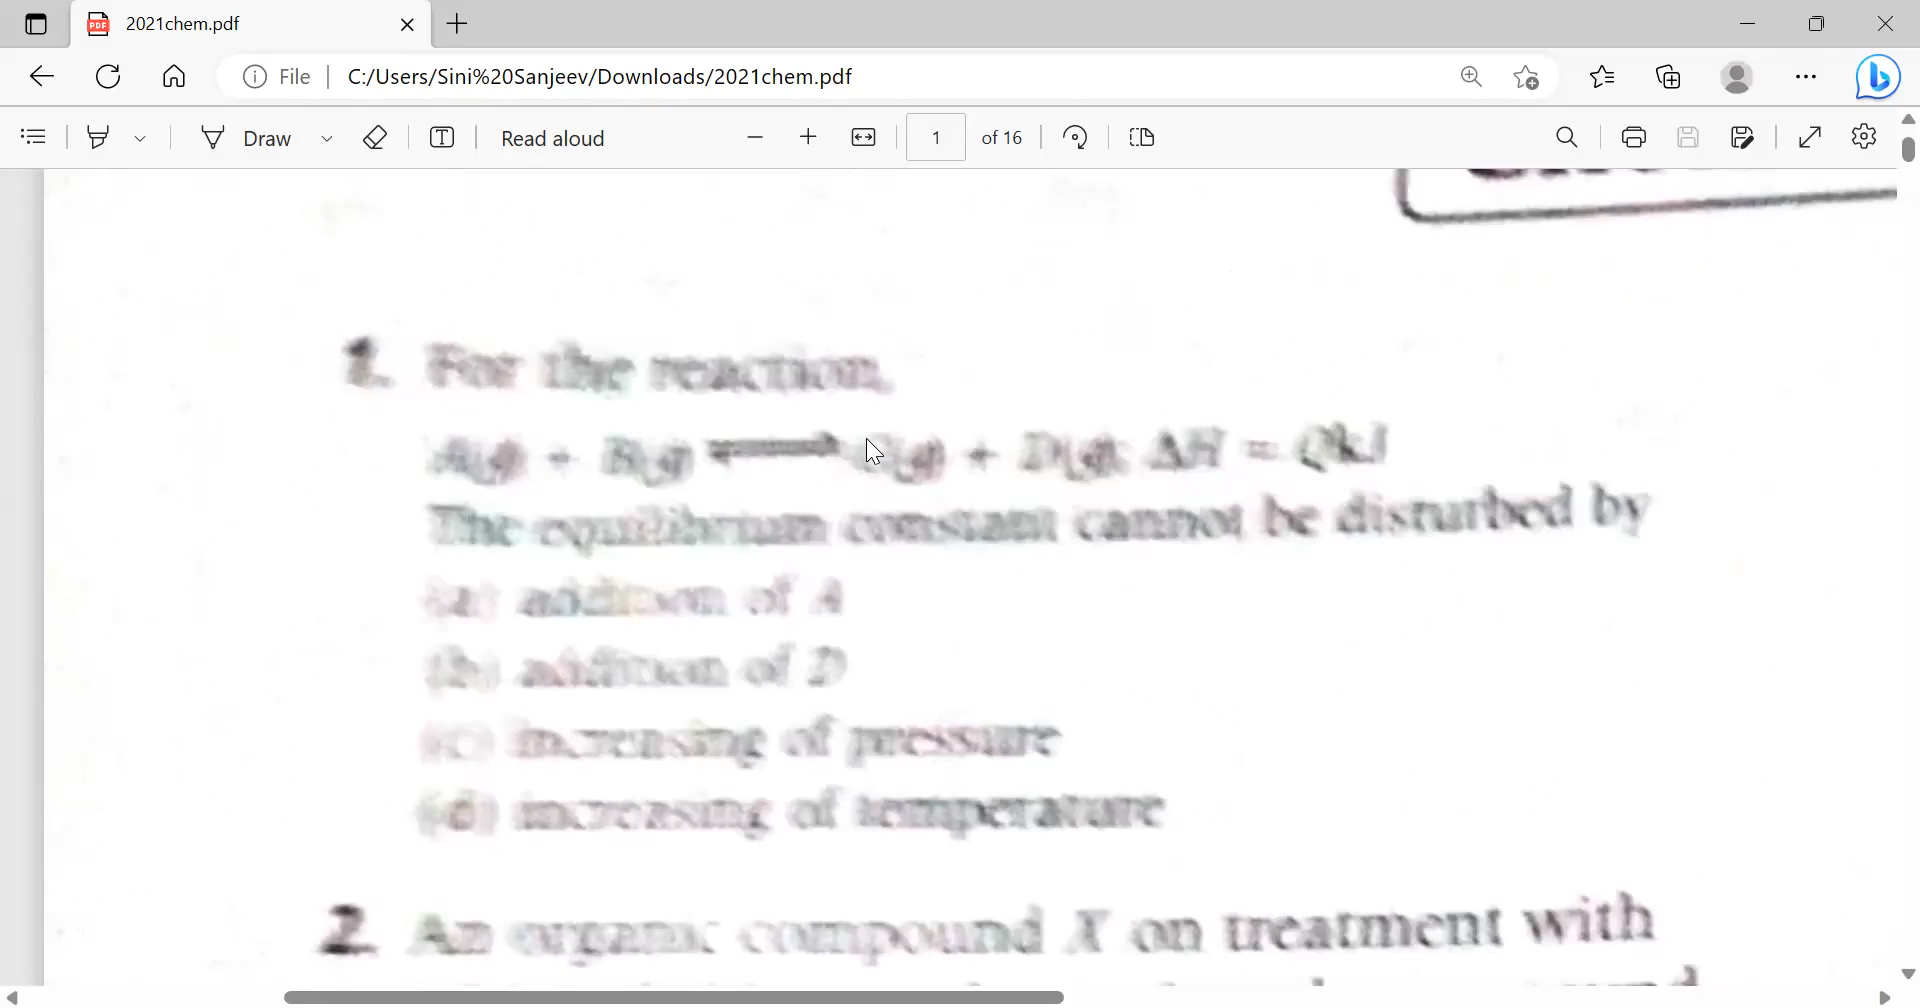 2021chem.pdf
File
C:/Users/Sini%20Sanjeev/Downloads/2021chem.pdf
Draw
Read aloud
1
of 16
1. For the reaction,
A(g) + B(g) ⇌ C(g) + D(g); ΔH = QkJ
The equilibrium constant cannot be disturbed by
(a) addition of A
(b) addition of D
(c) increasing of pressure
(d) increasing of temperature
2. An organic compound X on treatment with